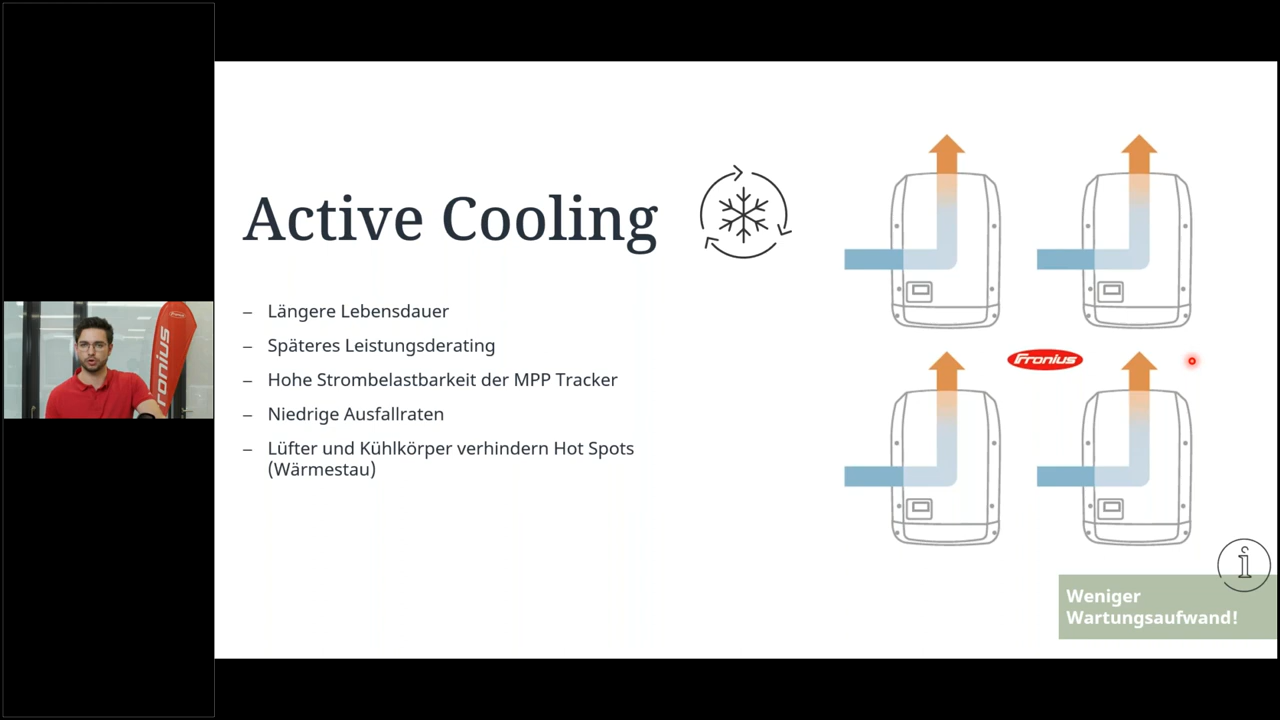 Active Cooling
– Längere Lebensdauer
– Späteres Leistungsderating
– Hohe Strombelastbarkeit der MPP Tracker
– Niedrige Ausfallraten
– Lüfter und Kühlkörper verhindern Hot Spots
(Wärmestau)
Fronius
i
Weniger
Wartungsaufwand!
ronius